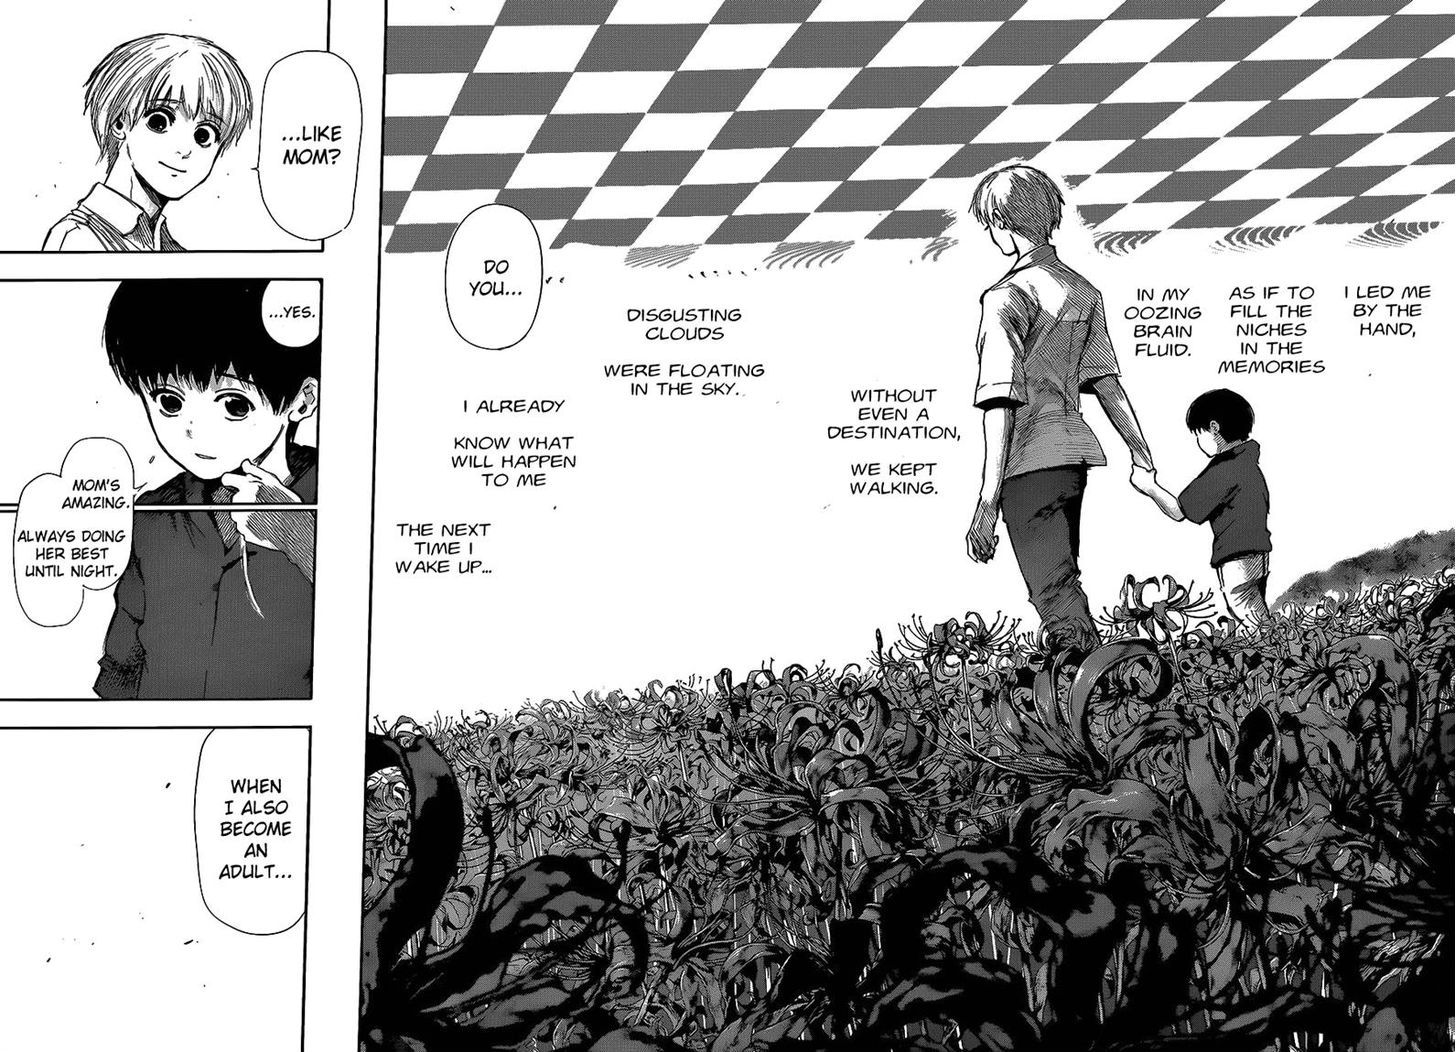 I LED ME
BY THE
HAND,
AS IF TO
FILL THE
NICHES
IN THE
MEMORIES
IN MY
OOZING
BRAIN
FLUID.
WITHOUT
EVEN A
DESTINATION,
WE KEPT
WALKING.
DISGUSTING
CLOUDS
WERE FLOATING
IN THE SKY.
I ALREADY
KNOW WHAT
WILL HAPPEN
TO ME
THE NEXT
TIME I
WAKE UP...
DO
YOU...
...LIKE
MOM?
...YES.
MOM'S
AMAZING.
ALWAYS DOING
HER BEST
UNTIL NIGHT.
WHEN
I ALSO
BECOME
AN
ADULT...